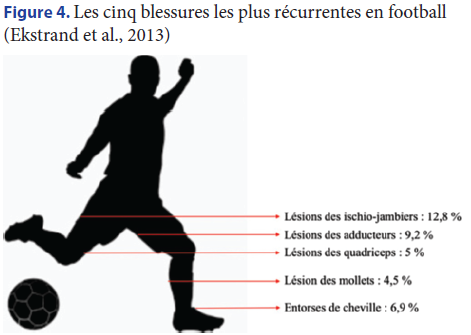 Figure 4. Les cinq blessures les plus récurrentes en football
(Ekstrand et al., 2013)
Lésions des ischio-jambiers : 12,8 %
Lésions des adducteurs : 9,2 %
Lésions des quadriceps : 5 %
Lésion des mollets : 4,5 %
Entorses de cheville : 6,9 %